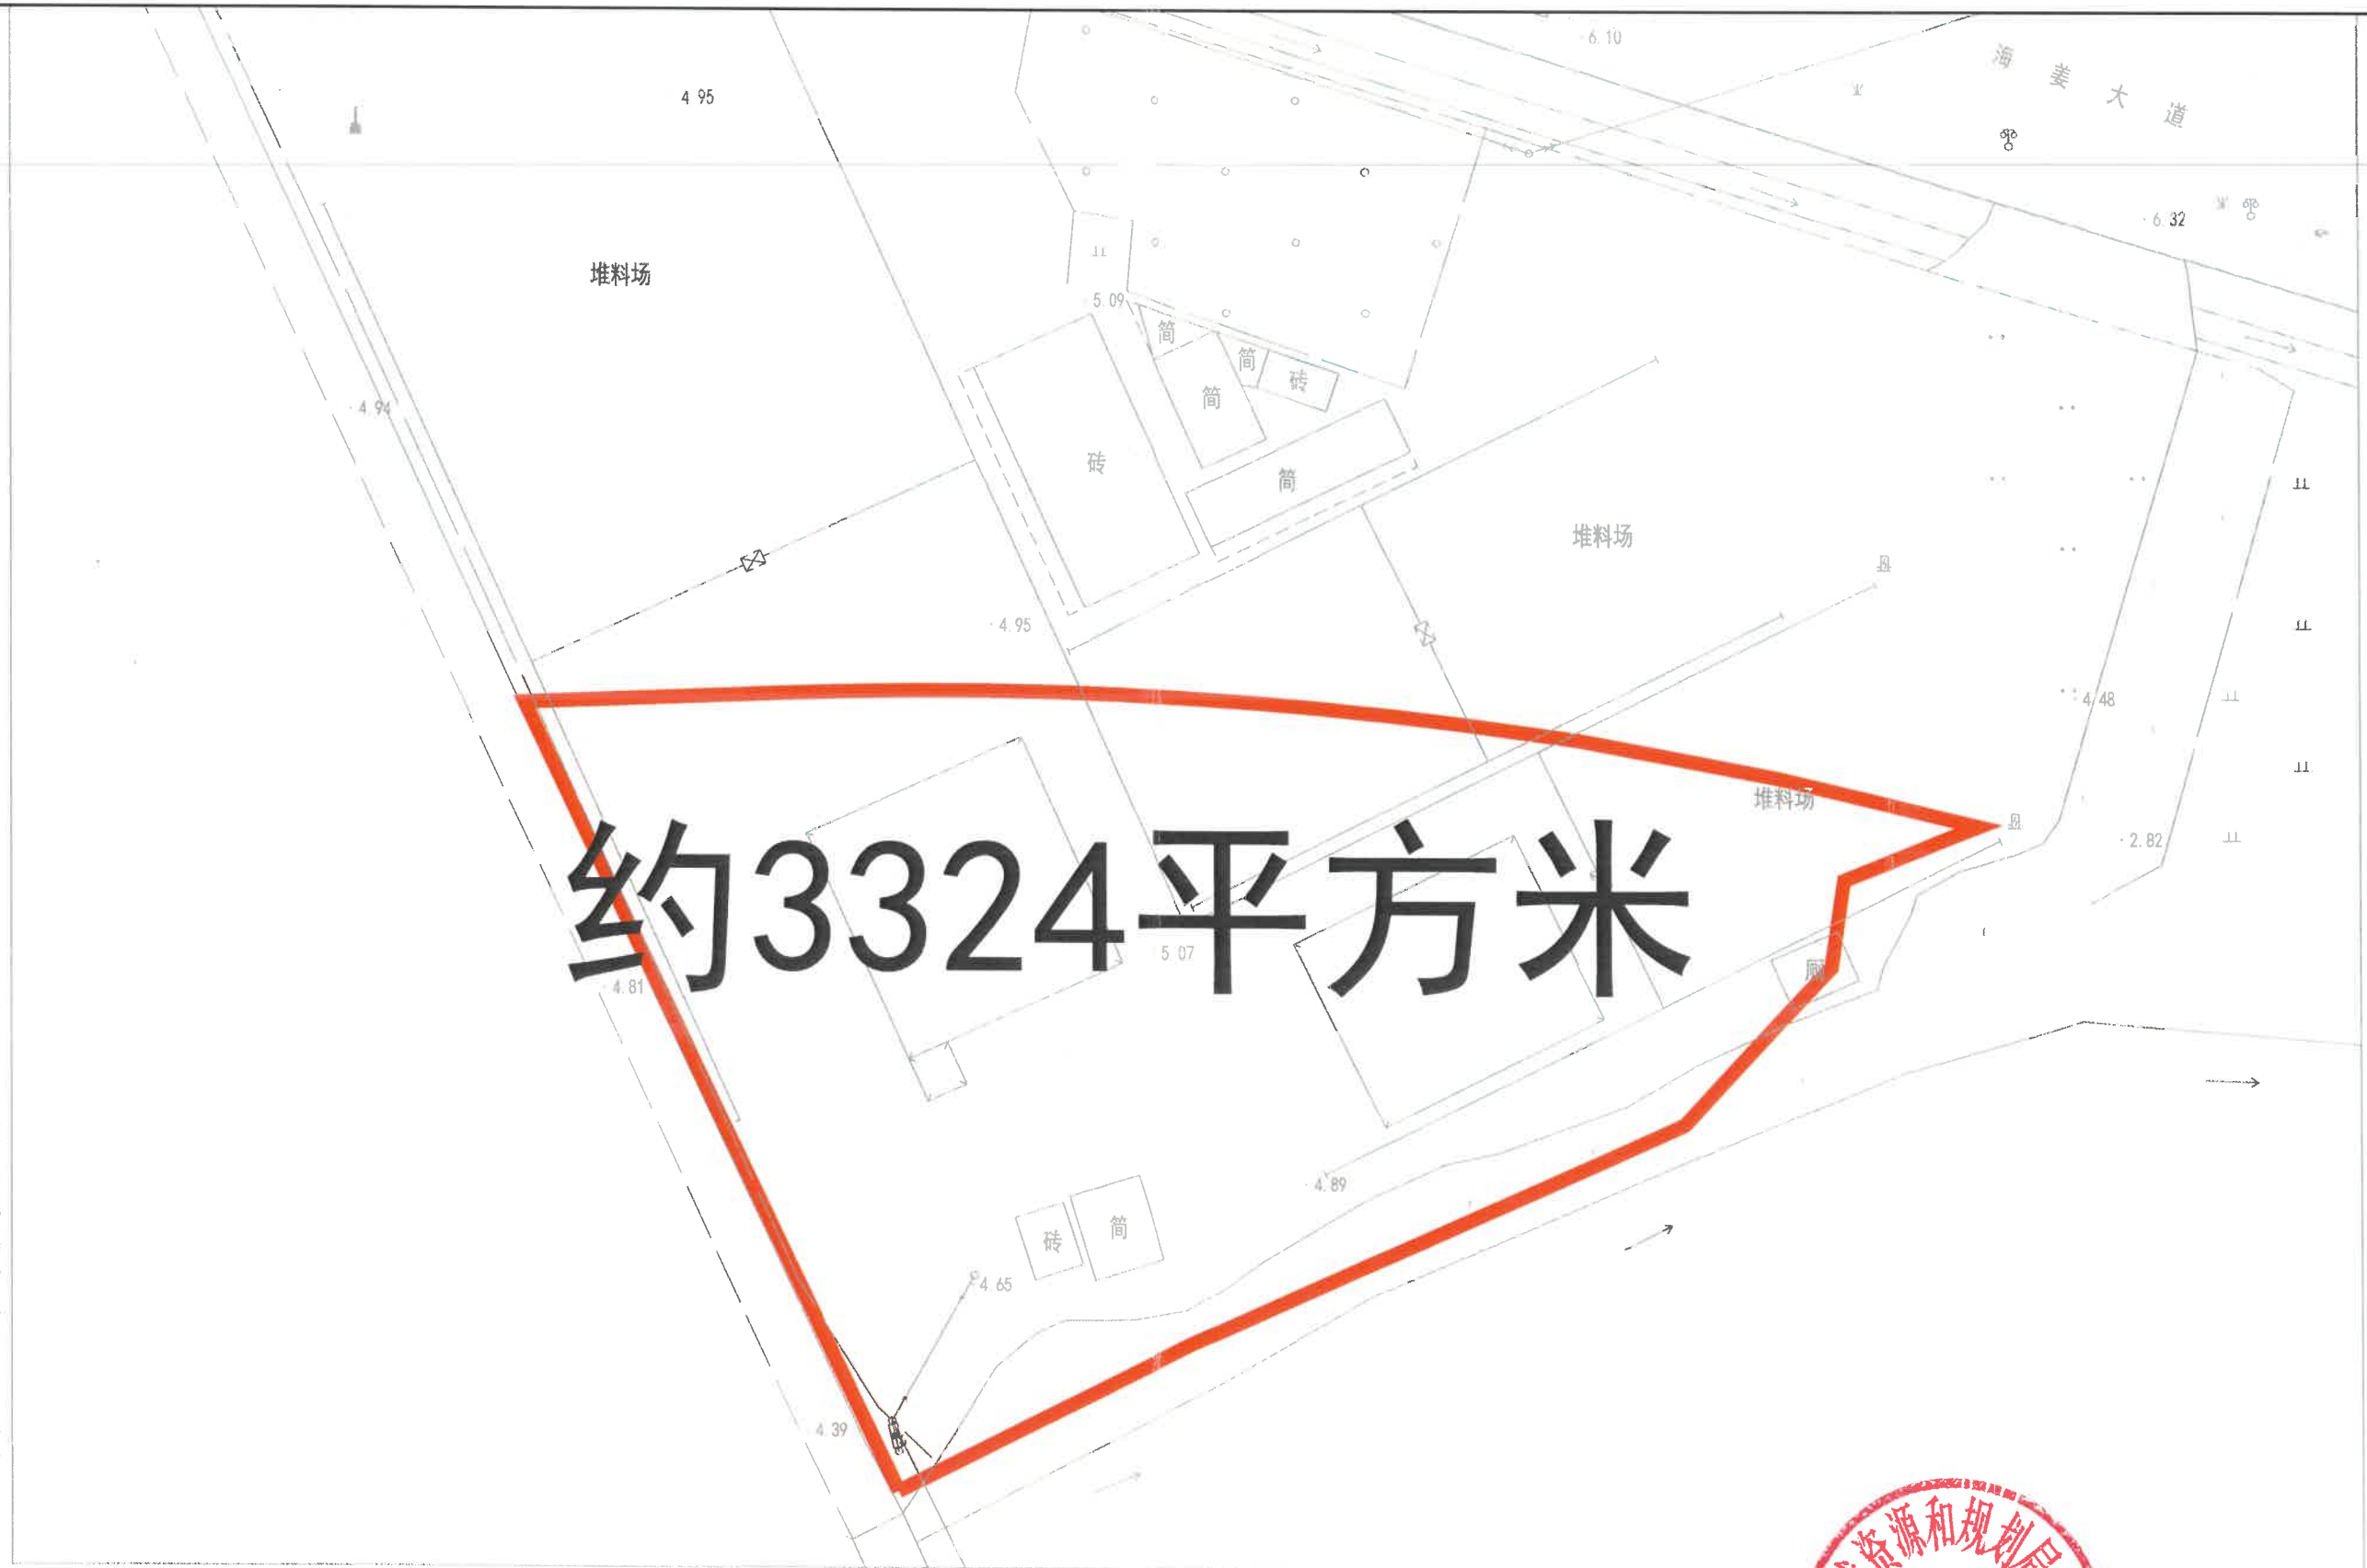 6.10
海姜大道
4 95
6.32
堆料场
5.09
简
简
砖
简
4.94
砖
简
堆料场
4.95
4.48
堆料场
2.82
约3324平方米
5 07
厕
4.81
4.89
砖
简
4.65
4.39
资源和规划局